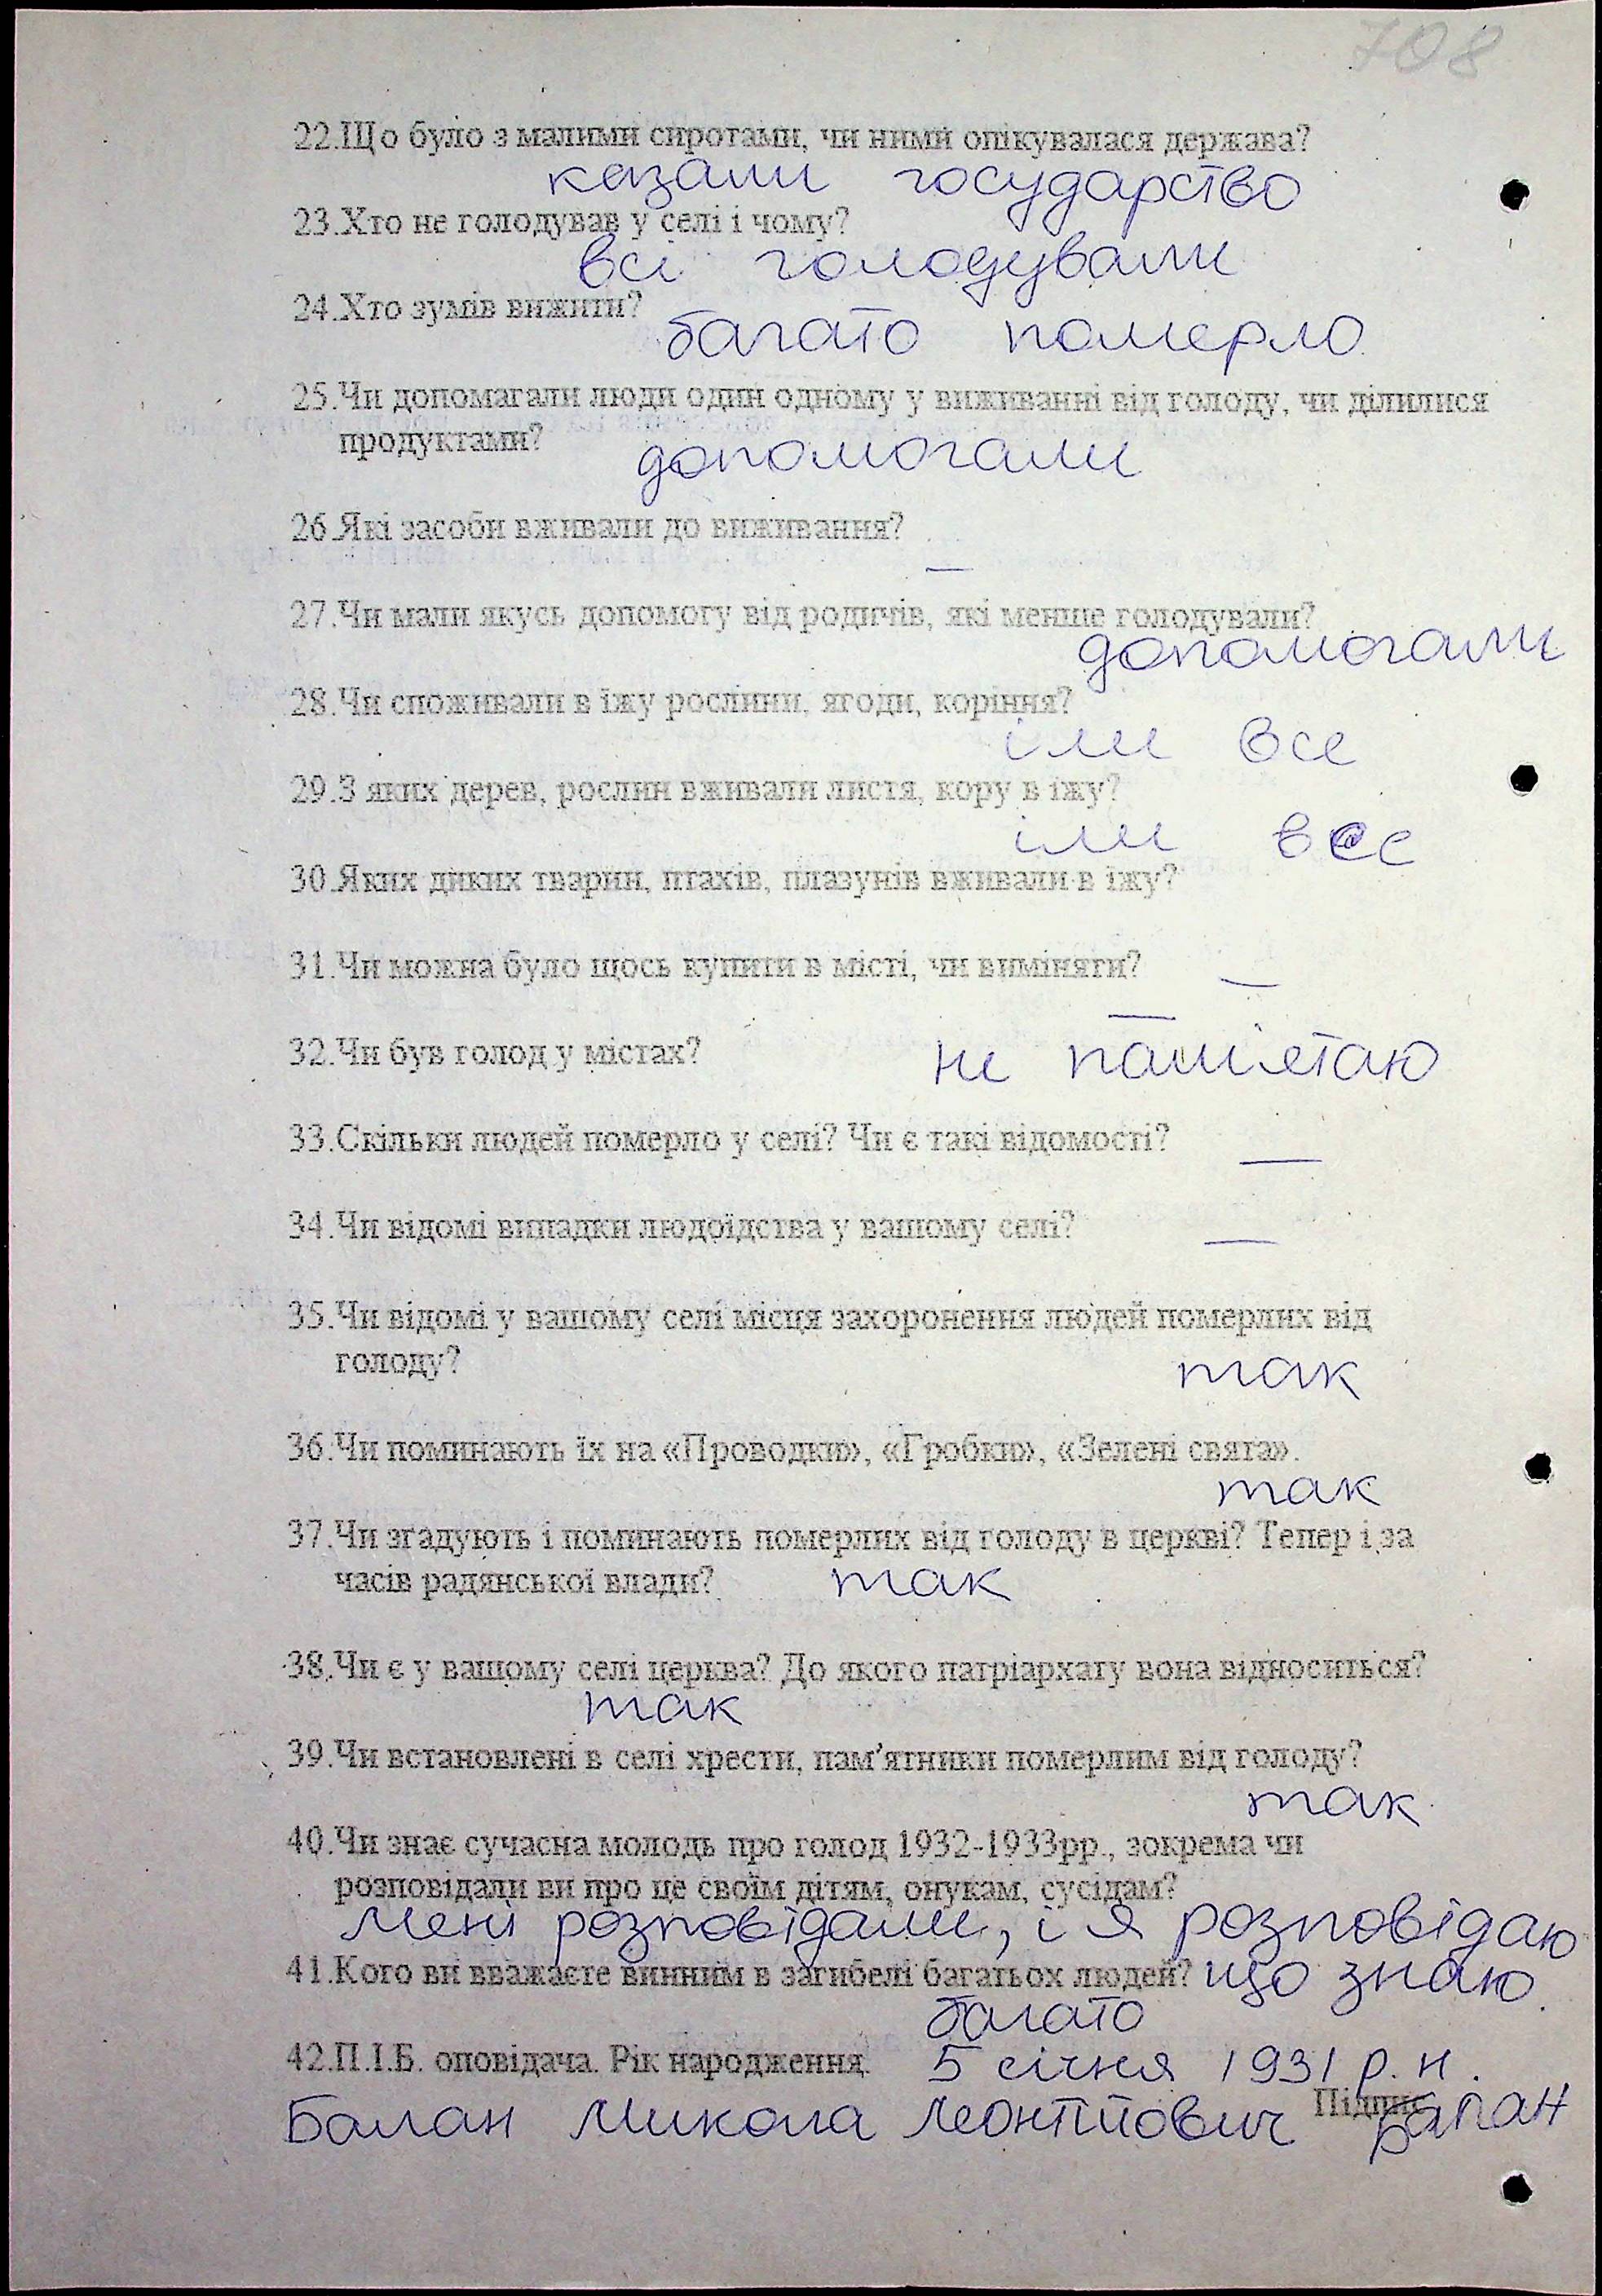 708
22.Що було з малими сиротами, чи ними опікувалася держава?
казали государство
23.Хто не голодував у селі і чому?
всі голодували
24.Хто зумів вижити?
багато померло.
25.Чи допомагали люди один одному у виживанні від голоду, чи ділилися
продуктами?
допомогали
26.Які засоби вживали до виживання?
—
27.Чи мали якусь допомогу від родичів, які менше голодували?
допомогали
28.Чи споживали в їжу рослини, ягоди, коріння?
їли все
29.З яких дерев, рослин вживали листя, кору в їжу?
їли все
30.Яких диких тварин, птахів, плазунів вживали в їжу?
31.Чи можна було щось купити в місті, чи виміняти?
—
—
32.Чи був голод у містах? не пам'ятаю
33.Скільки людей померло у селі? Чи є такі відомості?
—
34.Чи відомі випадки людоїдства у вашому селі?
—
35.Чи відомі у вашому селі місця захоронення людей померлих від
голоду? так
36.Чи поминають їх на «Проводки», «Гробки», «Зелені свята».
так
37.Чи згадують і поминають померлих від голоду в церкві? Тепер і за
часів радянської влади? так
38.Чи є у вашому селі церква? До якого патріархату вона відноситься?
так
39.Чи встановлені в селі хрести, пам'ятники померлим від голоду?
так.
40.Чи знає сучасна молодь про голод 1932-1933рр., зокрема чи
розповідали ви про це своїм дітям, онукам, сусідам?
Мені розповідали, і я розповідаю
41.Кого ви вважаєте винним в загибелі багатьох людей? що знаю.
багато
42.П.І.Б. оповідача. Рік народження. 5 січня 1931 р. н.
Балан Микола Леонтійович Підпис Балан